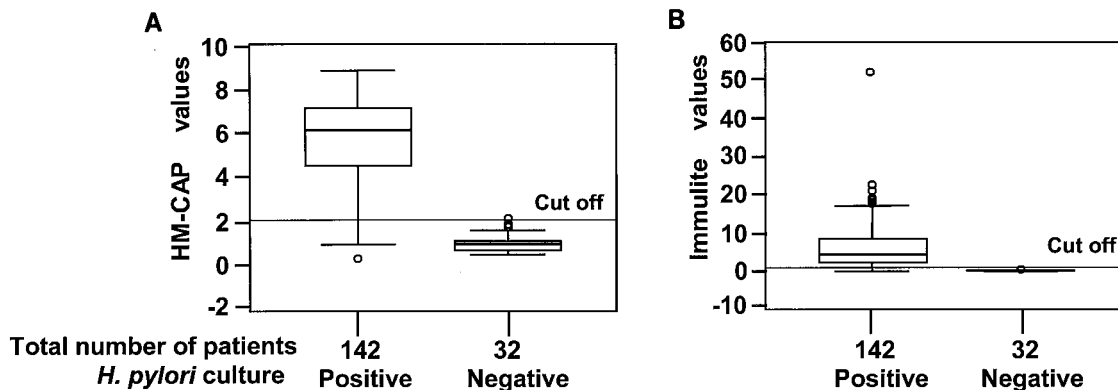 A
HM-CAP values
10
8
6
4
2
0
-2
Cut off
B
Immulite values
60
50
40
30
20
10
0
-10
Cut off
Total number of patients 142 32 142 32
H. pylori culture Positive Negative Positive Negative